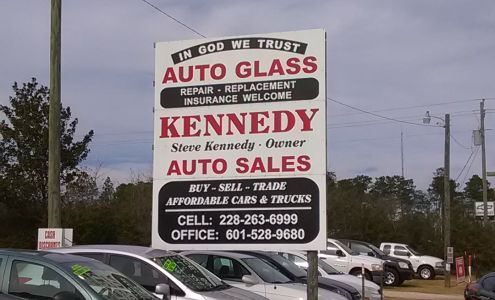 IN GOD WE TRUST
AUTO GLASS
REPAIR - REPLACEMENT
INSURANCE WELCOME
KENNEDY
Steve Kennedy - Owner
AUTO SALES
BUY - SELL - TRADE
AFFORDABLE CARS & TRUCKS
CELL: 228-263-6999
OFFICE: 601-528-9680
CASH